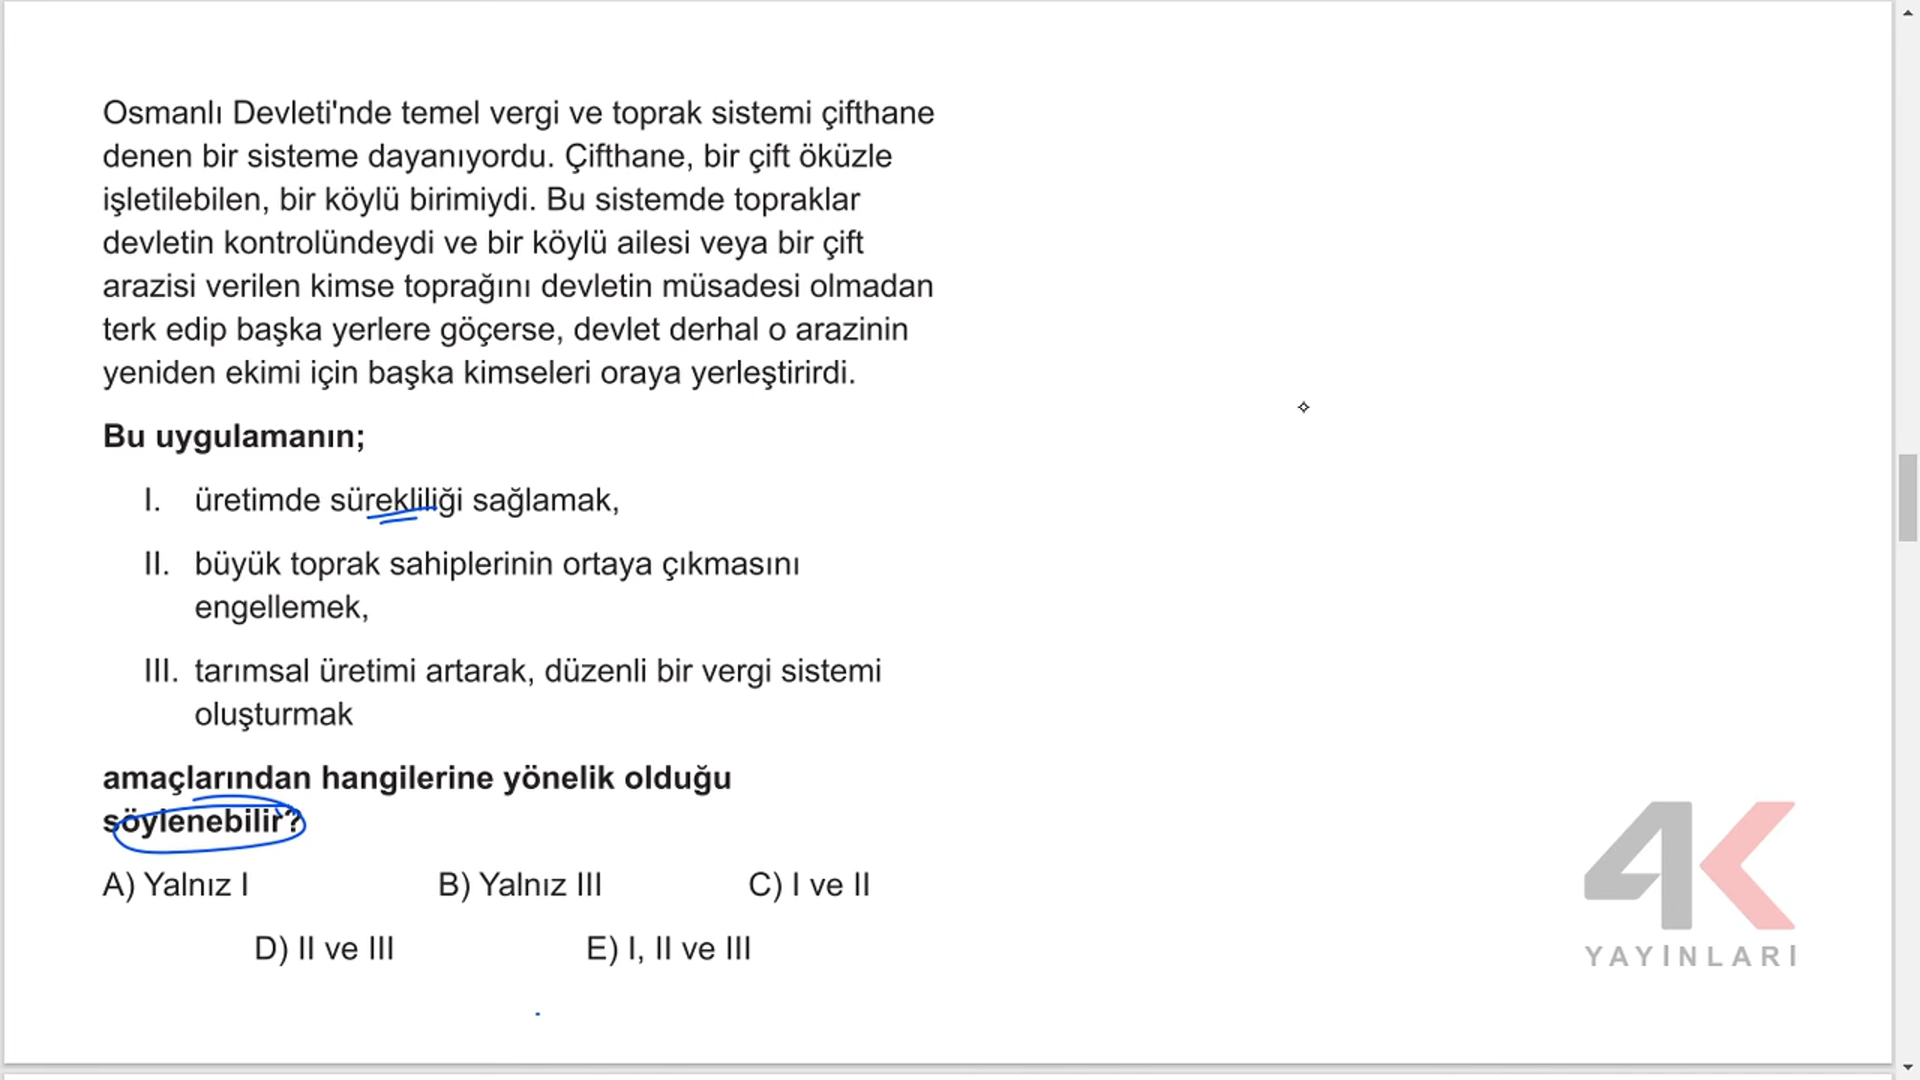 Osmanlı Devleti'nde temel vergi ve toprak sistemi çifthane
denen bir sisteme dayanıyordu. Çifthane, bir çift öküzle
işletilebilen, bir köylü birimiydi. Bu sistemde topraklar
devletin kontrolündeydi ve bir köylü ailesi veya bir çift
arazisi verilen kimse toprağını devletin müsadesi olmadan
terk edip başka yerlere göçerse, devlet derhal o arazinin
yeniden ekimi için başka kimseleri oraya yerleştirirdi.
Bu uygulamanın;
I. üretimde sürekliliği sağlamak,
II. büyük toprak sahiplerinin ortaya çıkmasını
engellemek,
III. tarımsal üretimi artarak, düzenli bir vergi sistemi
oluşturmak
amaçlarından hangilerine yönelik olduğu
söylenebilir?
A) Yalnız I B) Yalnız III C) I ve II
D) II ve III E) I, II ve III
4K
YAYİNLARİ